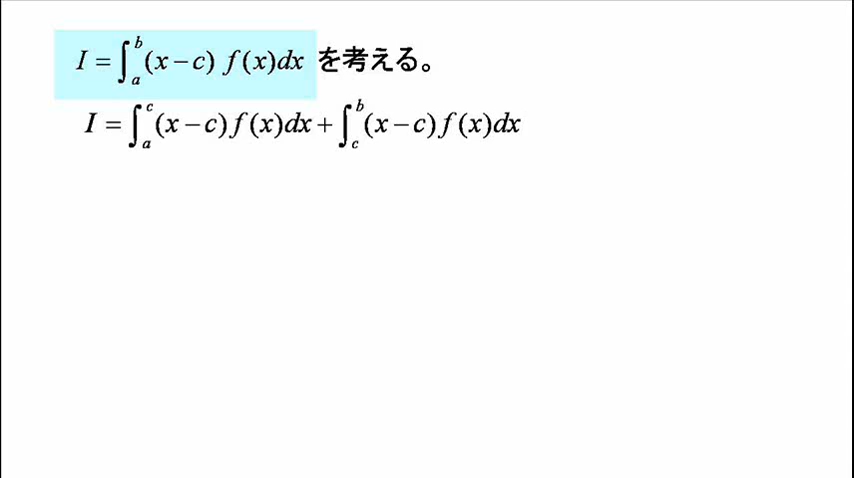 I = ∫_a^b (x − c) f(x)dx を考える。
I = ∫_a^c (x − c) f(x)dx + ∫_c^b (x − c) f(x)dx